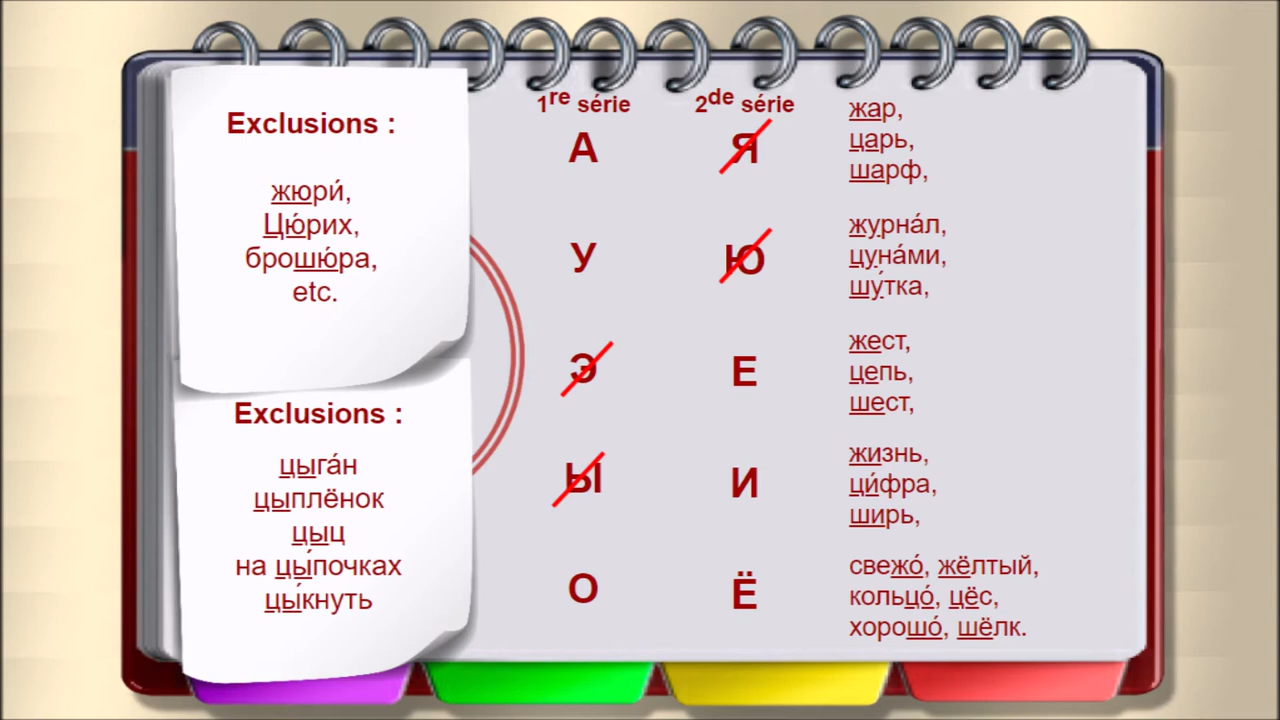 Exclusions :
жюри́,
Цю́рих,
брошю́ра,
etc.
Exclusions :
цыга́н
цыплёнок
цыц
на цы́почках
цы́кнуть
1re série
2de série
А
Я
жар,
царь,
шарф,
У
Ю
журна́л,
цуна́ми,
шу́тка,
Э
Е
жест,
цепь,
шест,
Ы
И
жизнь,
ци́фра,
ширь,
О
Ё
свежо́, жёлтый,
кольцо́, цёс,
хорошо́, шёлк.